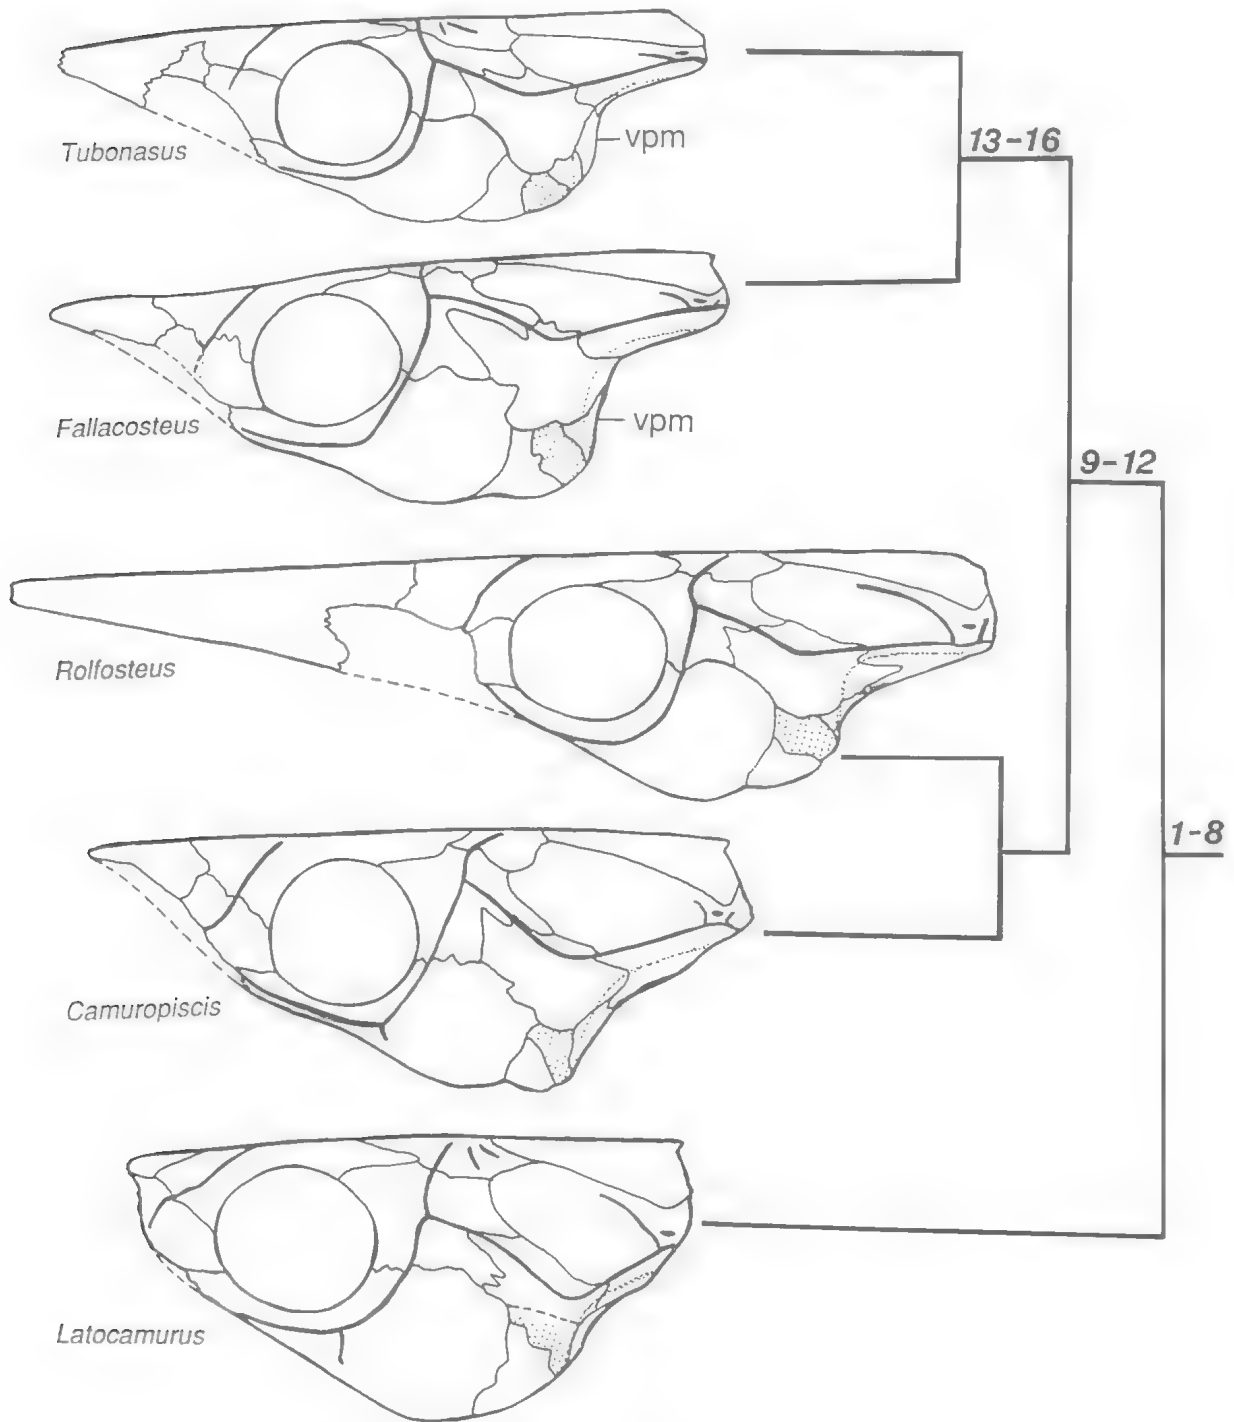 Tubonasus
vpm
13-16
Fallacosteus
vpm
9-12
Rolfosteus
1-8
Camuropiscis
Latocamurus